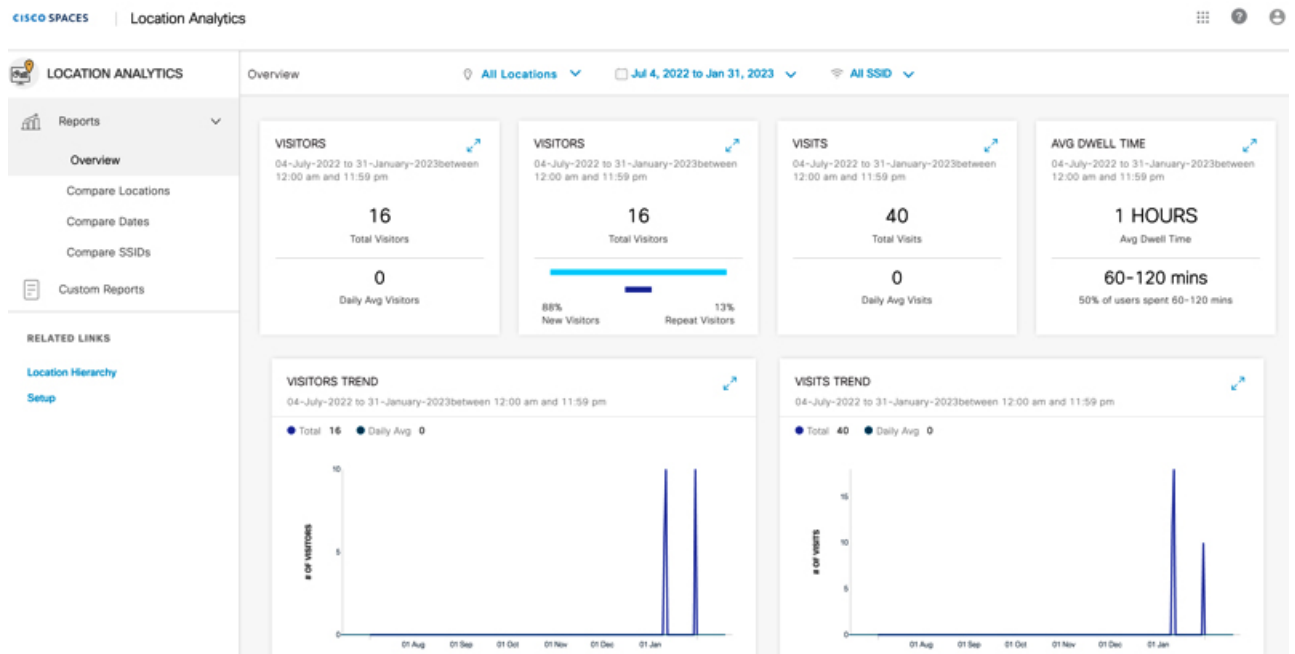 CISCO SPACES
Location Analytics
LOCATION ANALYTICS
Reports
Overview
Compare Locations
Compare Dates
Compare SSIDs
Custom Reports
RELATED LINKS
Location Hierarchy
Setup
Overview
All Locations
Jul 4, 2022 to Jan 31, 2023
All SSID
VISITORS
04-July-2022 to 31-January-2023between
12:00 am and 11:59 pm
16
Total Visitors
0
Daily Avg Visitors
VISITORS
04-July-2022 to 31-January-2023between
12:00 am and 11:59 pm
16
Total Visitors
88%
New Visitors
13%
Repeat Visitors
VISITS
04-July-2022 to 31-January-2023between
12:00 am and 11:59 pm
40
Total Visits
0
Daily Avg Visits
AVG DWELL TIME
04-July-2022 to 31-January-2023between
12:00 am and 11:59 pm
1 HOURS
Avg Dwell Time
60-120 mins
50% of users spent 60-120 mins
VISITORS TREND
04-July-2022 to 31-January-2023between 12:00 am and 11:59 pm
Total 16 Daily Avg 0
10
5
0
# OF VISITORS
01 Aug 01 Sep 01 Oct 01 Nov 01 Dec 01 Jan
VISITS TREND
04-July-2022 to 31-January-2023between 12:00 am and 11:59 pm
Total 40 Daily Avg 0
15
10
5
0
# OF VISITS
01 Aug 01 Sep 01 Oct 01 Nov 01 Dec 01 Jan